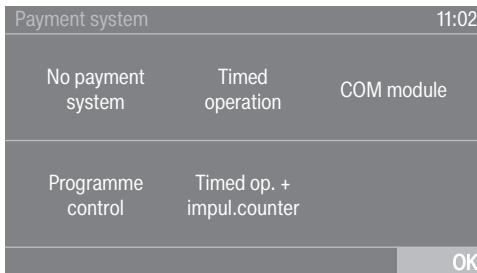 Payment system 11:02
No payment Timed COM module
system operation
Programme Timed op. +
control impul.counter
OK